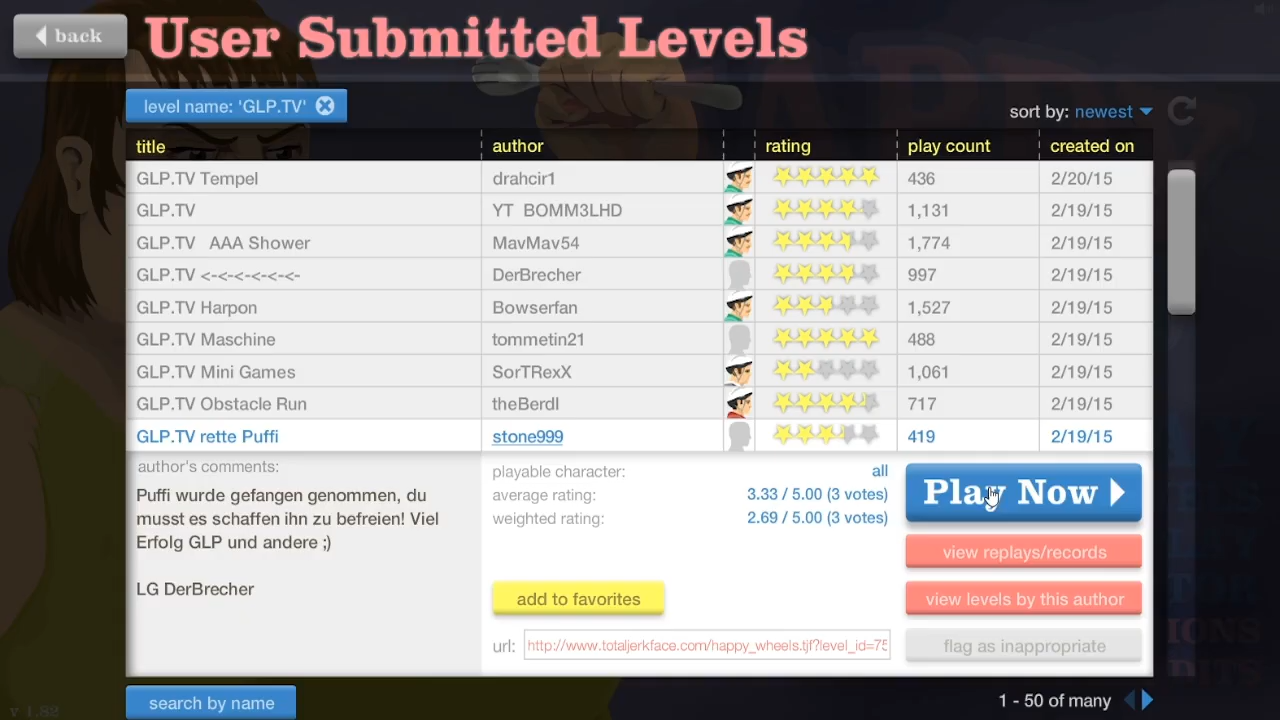 back
User Submitted Levels
level name: 'GLP.TV'
sort by: newest
title author rating play count created on
GLP.TV Tempel drahcir1 436 2/20/15
GLP.TV YT BOMM3LHD 1,131 2/19/15
GLP.TV AAA Shower MavMav54 1,774 2/19/15
GLP.TV <-<-<-<-<-<- DerBrecher 997 2/19/15
GLP.TV Harpon Bowserfan 1,527 2/19/15
GLP.TV Maschine tommetin21 488 2/19/15
GLP.TV Mini Games SorTRexX 1,061 2/19/15
GLP.TV Obstacle Run theBerdl 717 2/19/15
GLP.TV rette Puffi stone999 419 2/19/15
author's comments:
Puffi wurde gefangen genommen, du
musst es schaffen ihn zu befreien! Viel
Erfolg GLP und andere ;)
LG DerBrecher
playable character: all
average rating: 3.33 / 5.00 (3 votes)
weighted rating: 2.69 / 5.00 (3 votes)
add to favorites
url: http://www.totaljerkface.com/happy_wheels.tjf?level_id=75
Play Now
view replays/records
view levels by this author
flag as inappropriate
search by name
1 - 50 of many
v 1.82